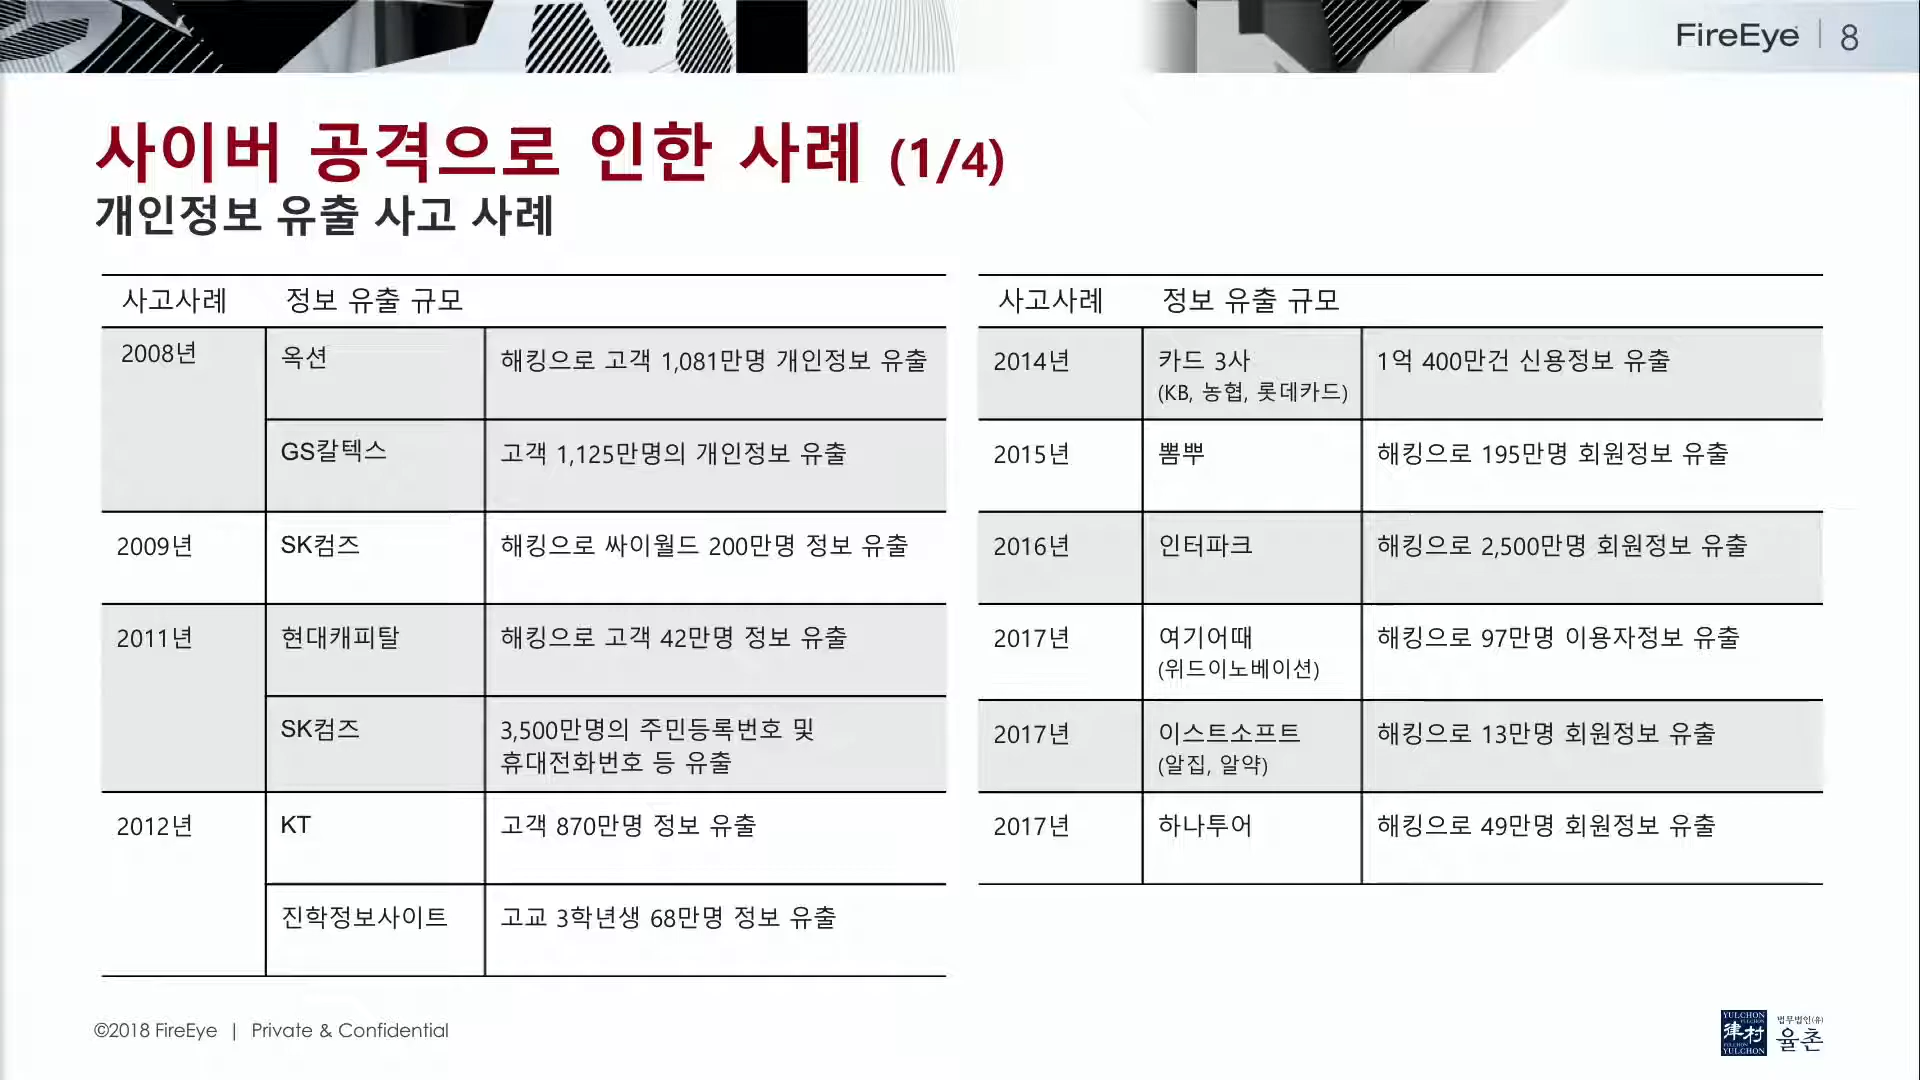 FireEye | 8
사이버 공격으로 인한 사례 (1/4)
개인정보 유출 사고 사례
사고사례 정보 유출 규모
2008년 옥션 해킹으로 고객 1,081만명 개인정보 유출
GS칼텍스 고객 1,125만명의 개인정보 유출
2009년 SK컴즈 해킹으로 싸이월드 200만명 정보 유출
2011년 현대캐피탈 해킹으로 고객 42만명 정보 유출
SK컴즈 3,500만명의 주민등록번호 및
휴대전화번호 등 유출
2012년 KT 고객 870만명 정보 유출
진학정보사이트 고교 3학년생 68만명 정보 유출
사고사례 정보 유출 규모
2014년 카드 3사 1억 400만건 신용정보 유출
(KB, 농협, 롯데카드)
2015년 뽐뿌 해킹으로 195만명 회원정보 유출
2016년 인터파크 해킹으로 2,500만명 회원정보 유출
2017년 여기어때 해킹으로 97만명 이용자정보 유출
(위드이노베이션)
2017년 이스트소프트 해킹으로 13만명 회원정보 유출
(알집, 알약)
2017년 하나투어 해킹으로 49만명 회원정보 유출
©2018 FireEye | Private & Confidential
YULCHON
律村
YULCHON
법무법인(유)
율촌